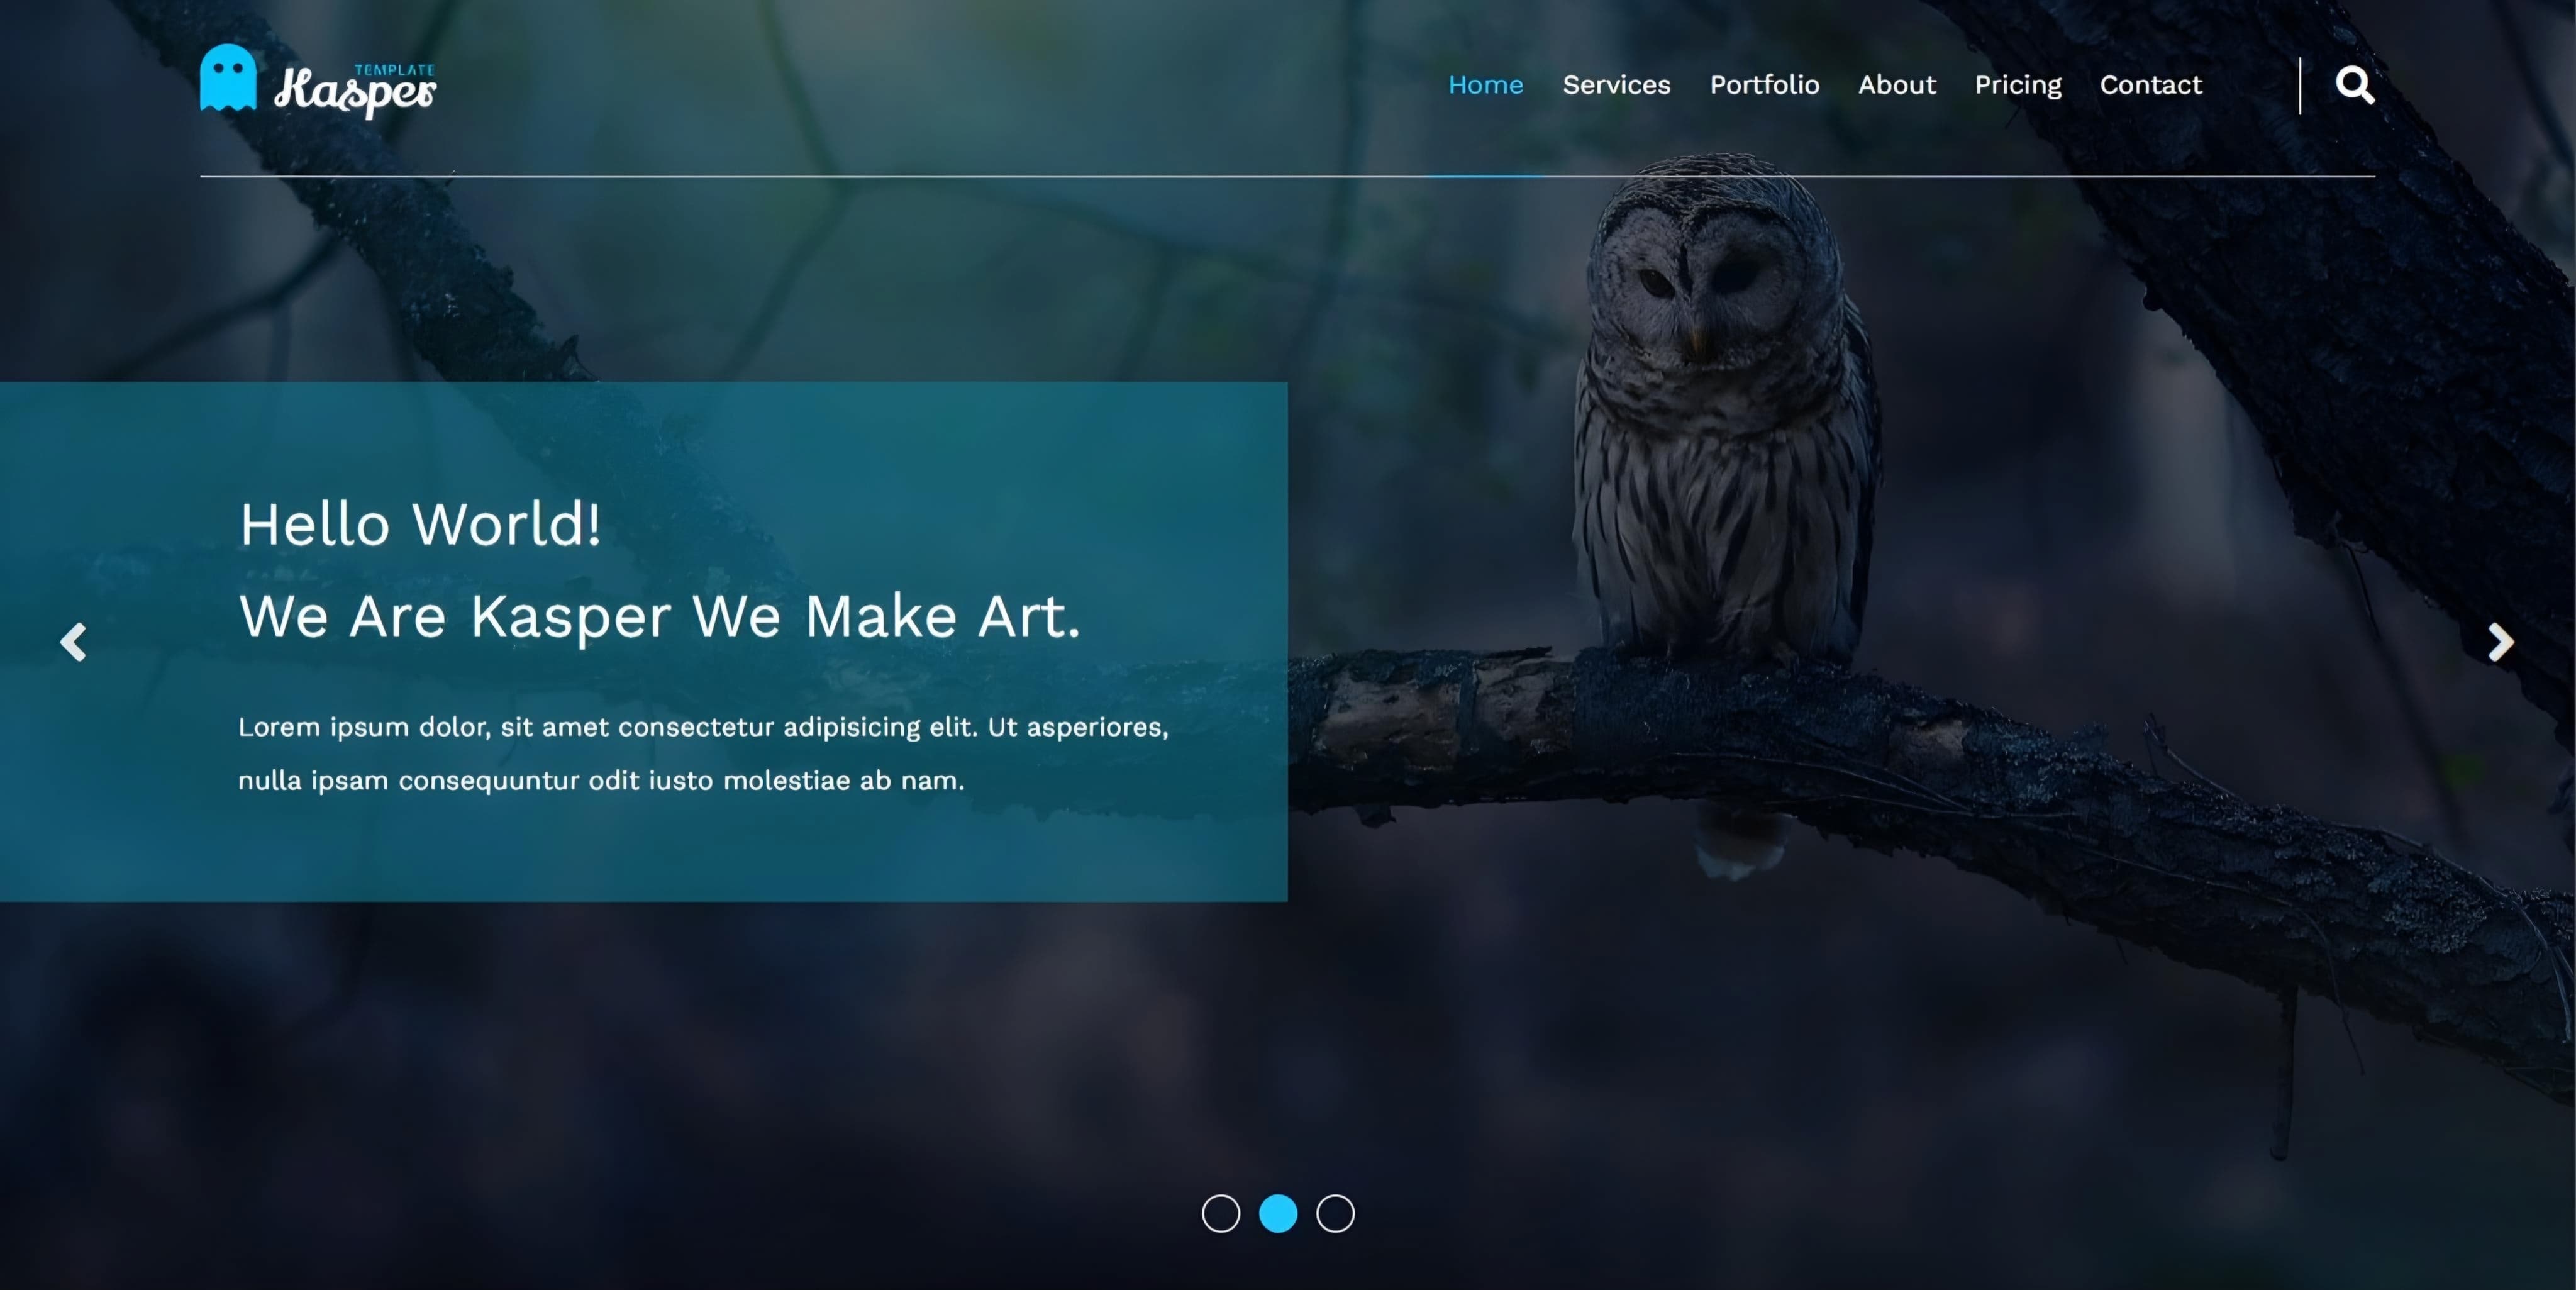 TEMPLATE
Kasper
Home Services Portfolio About Pricing Contact
Hello World!
We Are Kasper We Make Art.
Lorem ipsum dolor, sit amet consectetur adipisicing elit. Ut asperiores,
nulla ipsam consequuntur odit iusto molestiae ab nam.